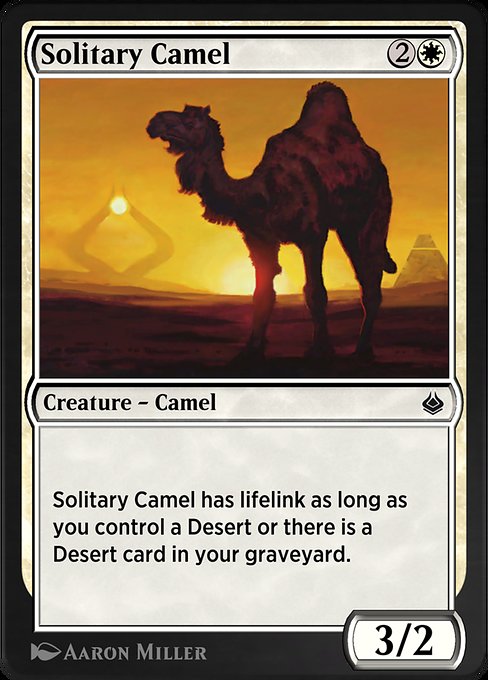 Solitary Camel 2
Creature – Camel
Solitary Camel has lifelink as long as
you control a Desert or there is a
Desert card in your graveyard.
3/2
Aaron Miller